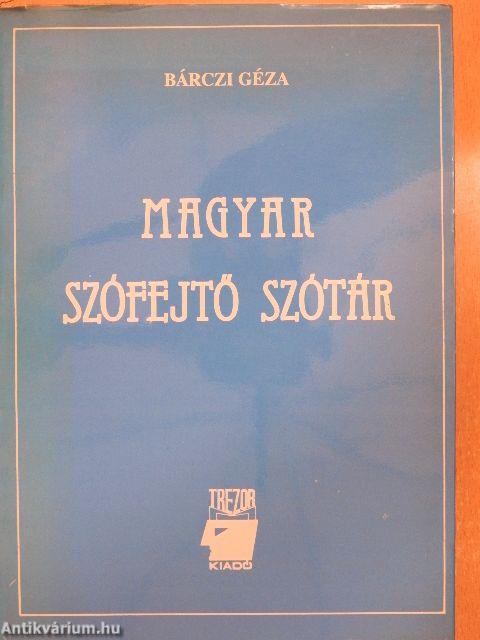 BÁRCZI GÉZA
MAGYAR
SZÓFEJTŐ SZÓTÁR
TREZOR
KIADÓ
Antikvárium.hu